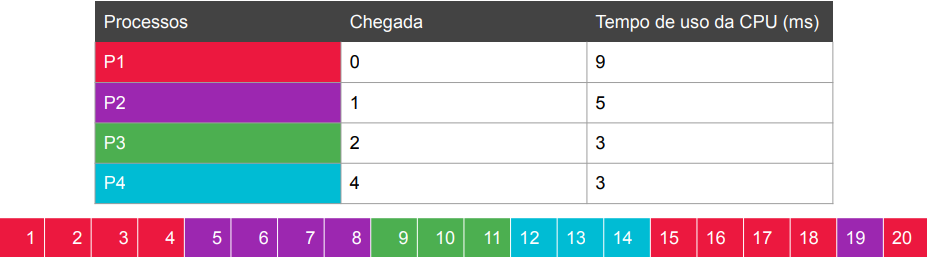 Processos Chegada Tempo de uso da CPU (ms)
P1 0 9
P2 1 5
P3 2 3
P4 4 3
1 2 3 4 5 6 7 8 9 10 11 12 13 14 15 16 17 18 19 20